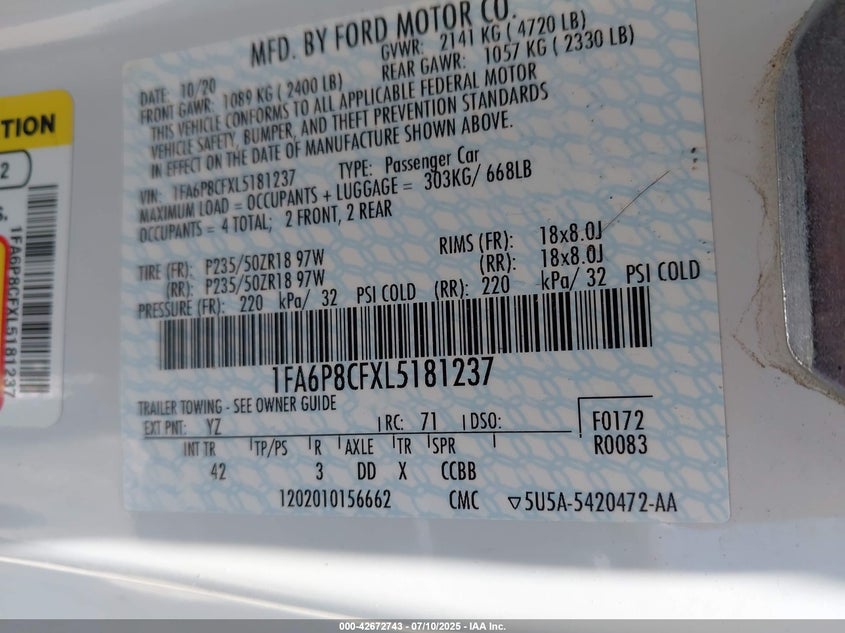 MFD. BY FORD MOTOR CO.
DATE: 10/20 GVWR: 2141 KG ( 4720 LB)
FRONT GAWR: 1089 KG ( 2400 LB) REAR GAWR: 1057 KG ( 2330 LB)
THIS VEHICLE CONFORMS TO ALL APPLICABLE FEDERAL MOTOR
VEHICLE SAFETY, BUMPER, AND THEFT PREVENTION STANDARDS
IN EFFECT ON THE DATE OF MANUFACTURE SHOWN ABOVE.
VIN: 1FA6P8CFXL5181237 TYPE: Passenger Car
MAXIMUM LOAD = OCCUPANTS + LUGGAGE = 303KG/ 668LB
OCCUPANTS = 4 TOTAL; 2 FRONT, 2 REAR
TIRE (FR): P235/50ZR18 97W RIMS (FR): 18x8.0J
(RR): P235/50ZR18 97W (RR): 18x8.0J
PRESSURE (FR): 220 kPa/ 32 PSI COLD (RR): 220 kPa/ 32 PSI COLD
1FA6P8CFXL5181237
TRAILER TOWING - SEE OWNER GUIDE
EXT PNT: YZ RC: 71 DSO: F0172
R0083
INT TR TP/PS R AXLE TR SPR
42 3 DD X CCBB
1202010156662 CMC ▽5U5A-5420472-AA
TION
2
S.
1FA6P8CFXL5181237
000-42672743 - 07/10/2025 - IAA Inc.